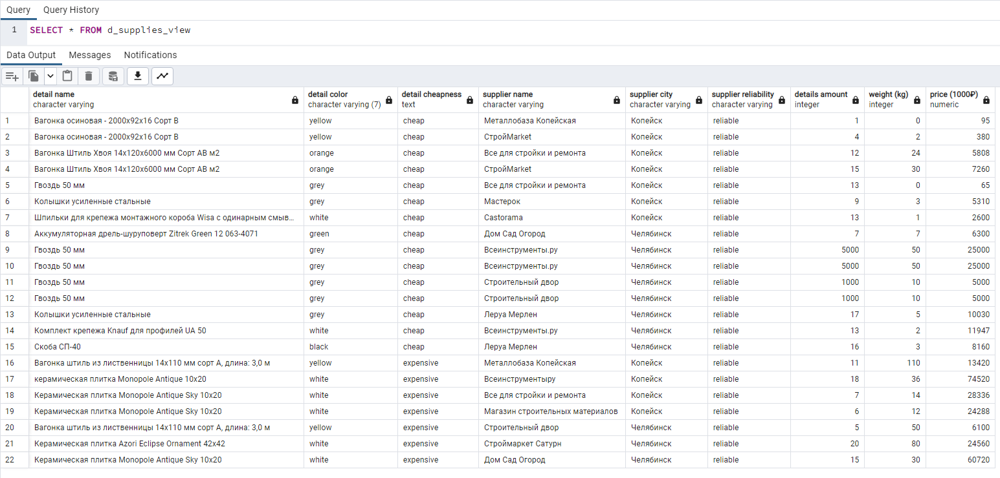 Query Query History
1 SELECT * FROM d_supplies_view
Data Output Messages Notifications
detail name detail color detail cheapness supplier name supplier city supplier reliability details amount weight (kg) price (1000₽)
character varying character varying (7) text character varying character varying character varying integer integer numeric
1 Вагонка осиновая - 2000x92x16 Сорт В yellow cheap Металлобаза Копейская Копейск reliable 1 0 95
2 Вагонка осиновая - 2000x92x16 Сорт В yellow cheap СтройMarket Копейск reliable 4 2 380
3 Вагонка Штиль Хвоя 14х120х6000 мм Сорт АВ м2 orange cheap Все для стройки и ремонта Копейск reliable 12 24 5808
4 Вагонка Штиль Хвоя 14х120х6000 мм Сорт АВ м2 orange cheap СтройMarket Копейск reliable 15 30 7260
5 Гвоздь 50 мм grey cheap Все для стройки и ремонта Копейск reliable 13 0 65
6 Колышки усиленные стальные grey cheap Мастерок Копейск reliable 9 3 5310
7 Шпильки для крепежа монтажного короба Wisa с одинарным смыв... white cheap Castorama Копейск reliable 13 1 2600
8 Аккумуляторная дрель-шуруповерт Zitrek Green 12 063-4071 green cheap Дом Сад Огород Челябинск reliable 7 7 6300
9 Гвоздь 50 мм grey cheap Всеинструменты.ру Челябинск reliable 5000 50 25000
10 Гвоздь 50 мм grey cheap Всеинструменты.ру Челябинск reliable 5000 50 25000
11 Гвоздь 50 мм grey cheap Строительный двор Челябинск reliable 1000 10 5000
12 Гвоздь 50 мм grey cheap Строительный двор Челябинск reliable 1000 10 5000
13 Колышки усиленные стальные grey cheap Леруа Мерлен Челябинск reliable 17 5 10030
14 Комплект крепежа Knauf для профилей UA 50 white cheap Всеинструменты.ру Челябинск reliable 13 2 11947
15 Скоба СП-40 black cheap Леруа Мерлен Челябинск reliable 16 3 8160
16 Вагонка штиль из лиственницы 14х110 мм сорт А, длина: 3,0 м yellow expensive Металлобаза Копейская Копейск reliable 11 110 13420
17 керамическая плитка Monopole Antique 10x20 white expensive Всеинструментыру Копейск reliable 18 36 74520
18 Керамическая плитка Monopole Antique Sky 10x20 white expensive Все для стройки и ремонта Копейск reliable 7 14 28336
19 Керамическая плитка Monopole Antique Sky 10x20 white expensive Магазин строительных материалов Копейск reliable 6 12 24288
20 Вагонка штиль из лиственницы 14х110 мм сорт А, длина: 3,0 м yellow expensive Строительный двор Челябинск reliable 5 50 6100
21 Керамическая плитка Azori Eclipse Ornament 42x42 white expensive Строймаркет Сатурн Челябинск reliable 20 80 24560
22 Керамическая плитка Monopole Antique Sky 10x20 white expensive Дом Сад Огород Челябинск reliable 15 30 60720